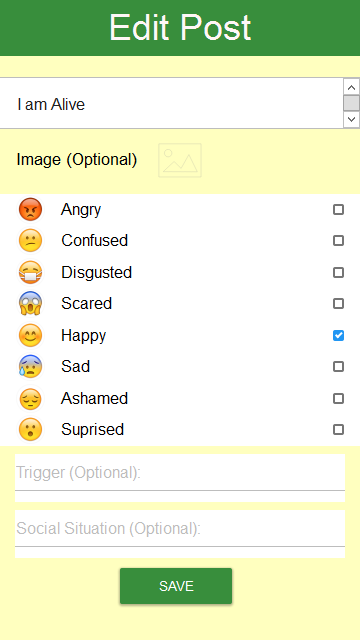 Edit Post
I am Alive
Image (Optional)
Angry
Confused
Disgusted
Scared
Happy
Sad
Ashamed
Suprised
Trigger (Optional):
Social Situation (Optional):
SAVE